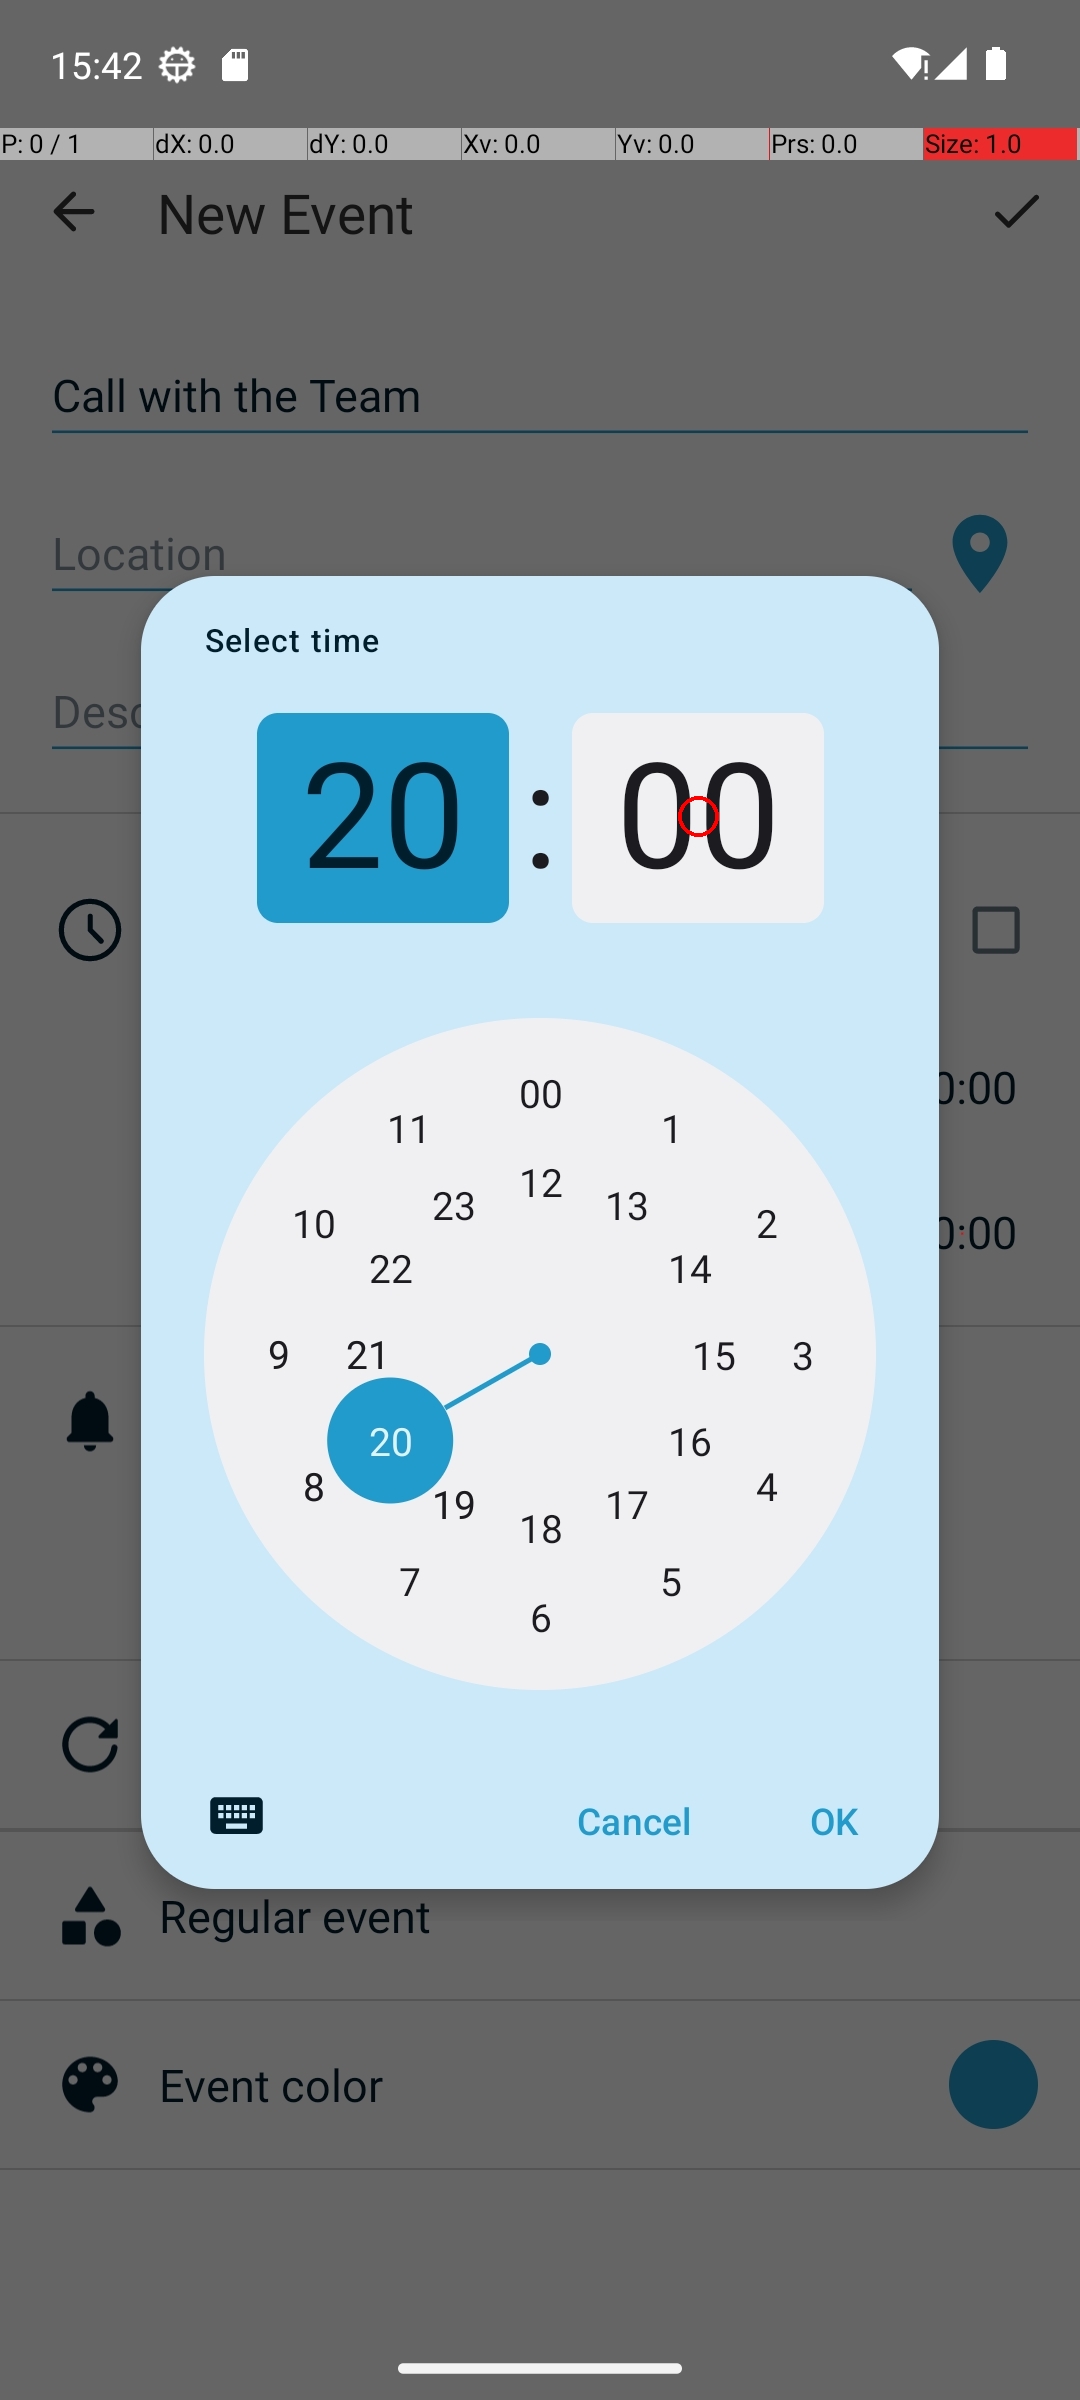 15:42
P: 0 / 1 dX: 0.0 dY: 0.0 Xv: 0.0 Yv: 0.0 Prs: 0.0 Size: 1.0
New Event
Call with the Team
Location
Desc
Select time
20 : 00
00
11 1
12
23 13
10 2
22 14
9 21 15 3
20 16
8 4
19 17
18
7 5
6
0:00
0:00
Cancel OK
Regular event
Event color